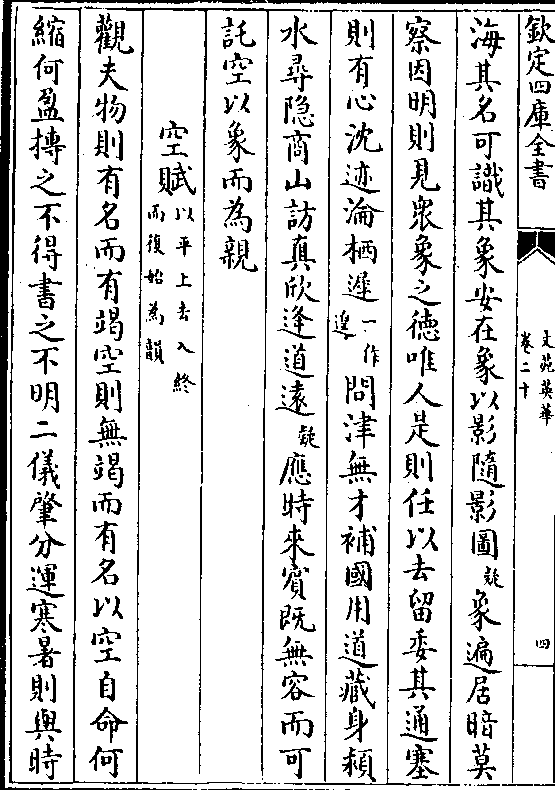 欽定四庫全書
文苑英華
卷二十
四
海其名可識其象安在象以影隨影圖疑象遍居暗莫
察因明則見衆象之德唯人是則任以去留委其通塞
則有心沈迹淪栖遲一作遑問津無才補國用道藏身潁
水尋隐商山訪真欣逢道遠疑應時來賓既無容而可
託空以象而為親
空賦以平上去入終而復始為韻
觀夫物則有名而有竭空則無竭而有名以空自命何
縮何盈摶之不得書之不明二儀肇分運寒暑則與時